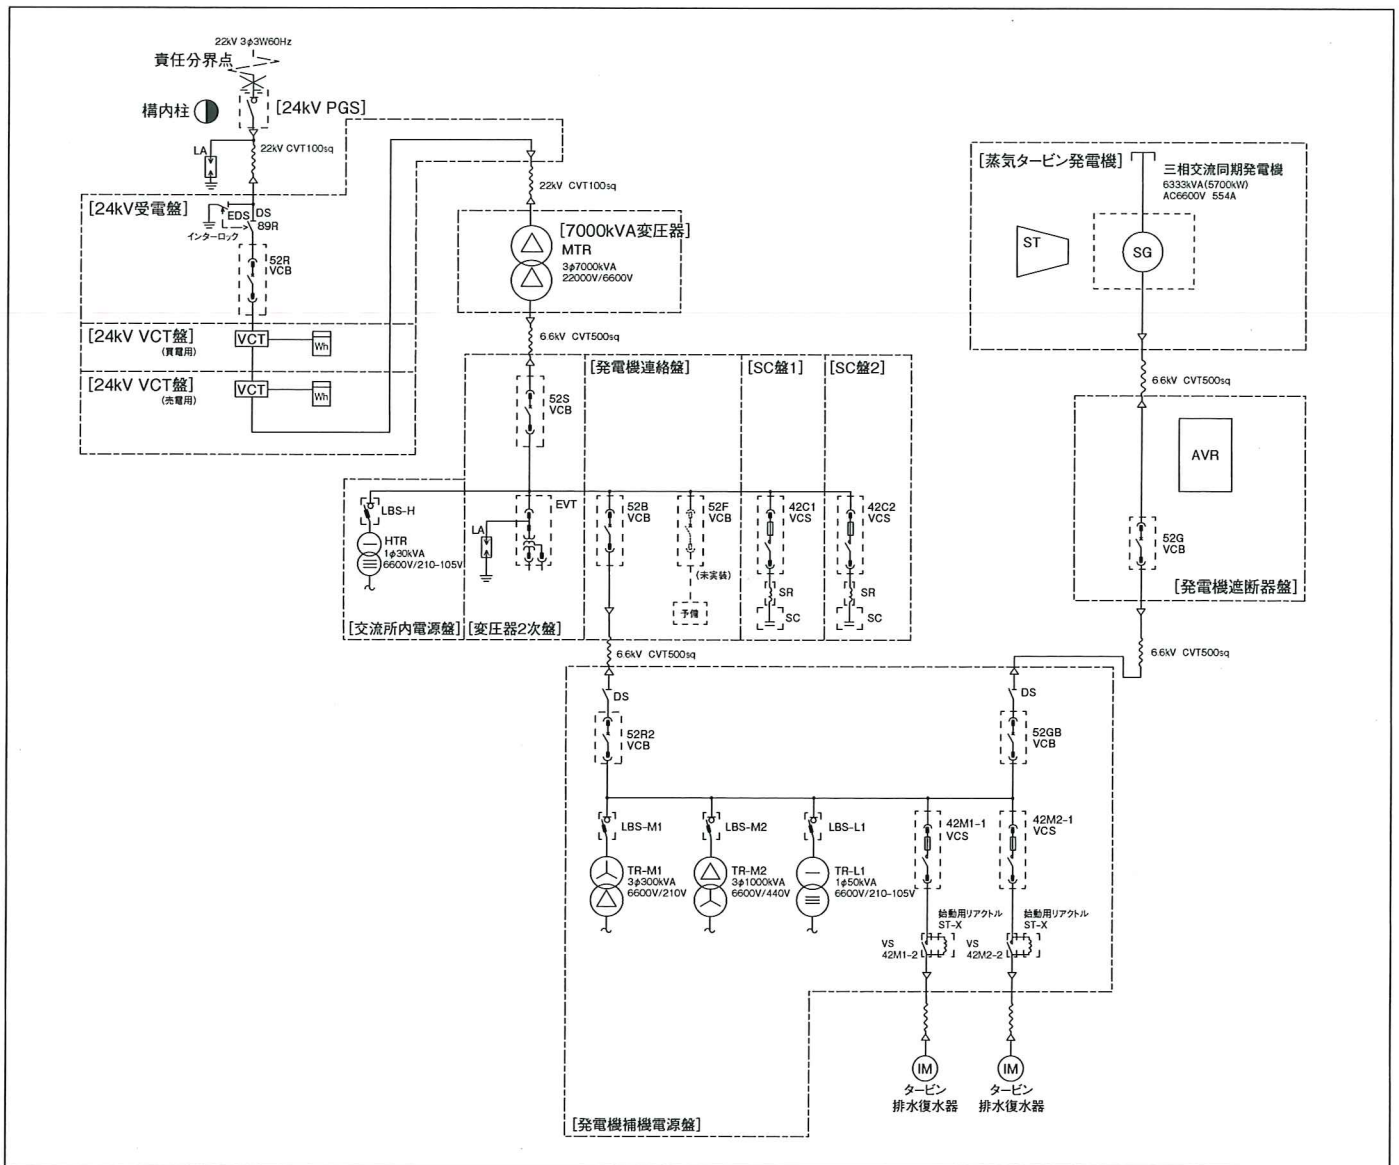 22kV 3φ3W60Hz
責任分界点
構内柱
[24kV PGS]
LA
22kV CVT100sq
[24kV受電盤]
EDS
DS
89R
インターロック
52R
VCB
[24kV VCT盤]
(買電用)
VCT
Wh
[24kV VCT盤]
(売電用)
VCT
Wh
22kV CVT100sq
[7000kVA変圧器]
MTR
3φ7000kVA
22000V/6600V
6.6kV CVT500sq
52S
VCB
[発電機連絡盤]
[SC盤1]
[SC盤2]
LBS-H
HTR
1φ30kVA
6600V/210-105V
LA
EVT
52B
VCB
52F
VCB
(未実装)
予備
42C1
VCS
SR
SC
42C2
VCS
SR
SC
[交流所内電源盤]
[変圧器2次盤]
[蒸気タービン発電機]
三相交流同期発電機
6333kVA(5700kW)
AC6600V 554A
ST
SG
6.6kV CVT500sq
AVR
52G
VCB
[発電機遮断器盤]
6.6kV CVT500sq
6.6kV CVT500sq
DS
52R2
VCB
DS
52GB
VCB
LBS-M1
TR-M1
3φ300kVA
6600V/210V
LBS-M2
TR-M2
3φ1000kVA
6600V/440V
LBS-L1
TR-L1
1φ50kVA
6600V/210-105V
42M1-1
VCS
42M2-1
VCS
始動用リアクトル
ST-X
VS
42M1-2
始動用リアクトル
ST-X
VS
42M2-2
IM
タービン
排水復水器
IM
タービン
排水復水器
[発電機補機電源盤]